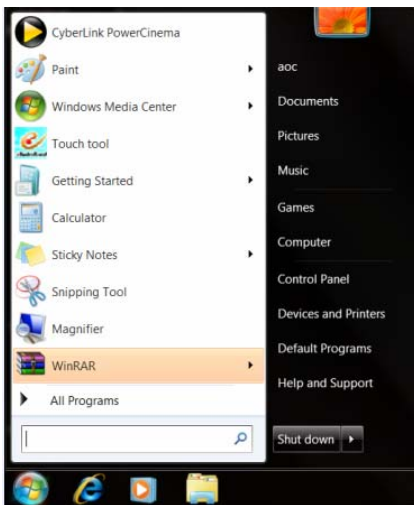 CyberLink PowerCinema
Paint
Windows Media Center
Touch tool
Getting Started
Calculator
Sticky Notes
Snipping Tool
Magnifier
WinRAR
All Programs
aoc
Documents
Pictures
Music
Games
Computer
Control Panel
Devices and Printers
Default Programs
Help and Support
Shut down